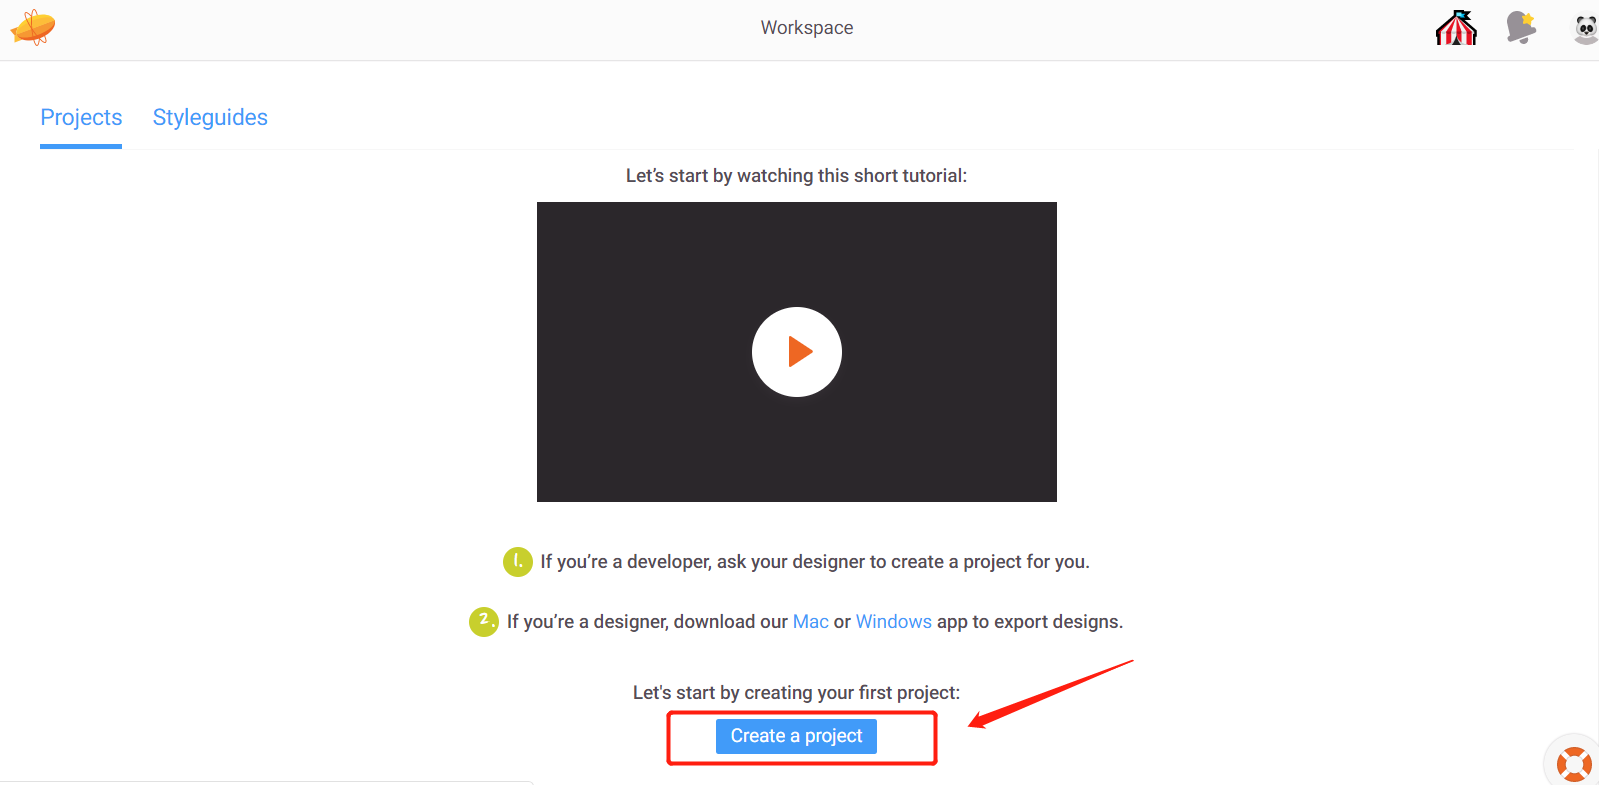 Workspace
Projects
Styleguides
Let’s start by watching this short tutorial:
1. If you’re a developer, ask your designer to create a project for you.
2. If you’re a designer, download our Mac or Windows app to export designs.
Let's start by creating your first project:
Create a project